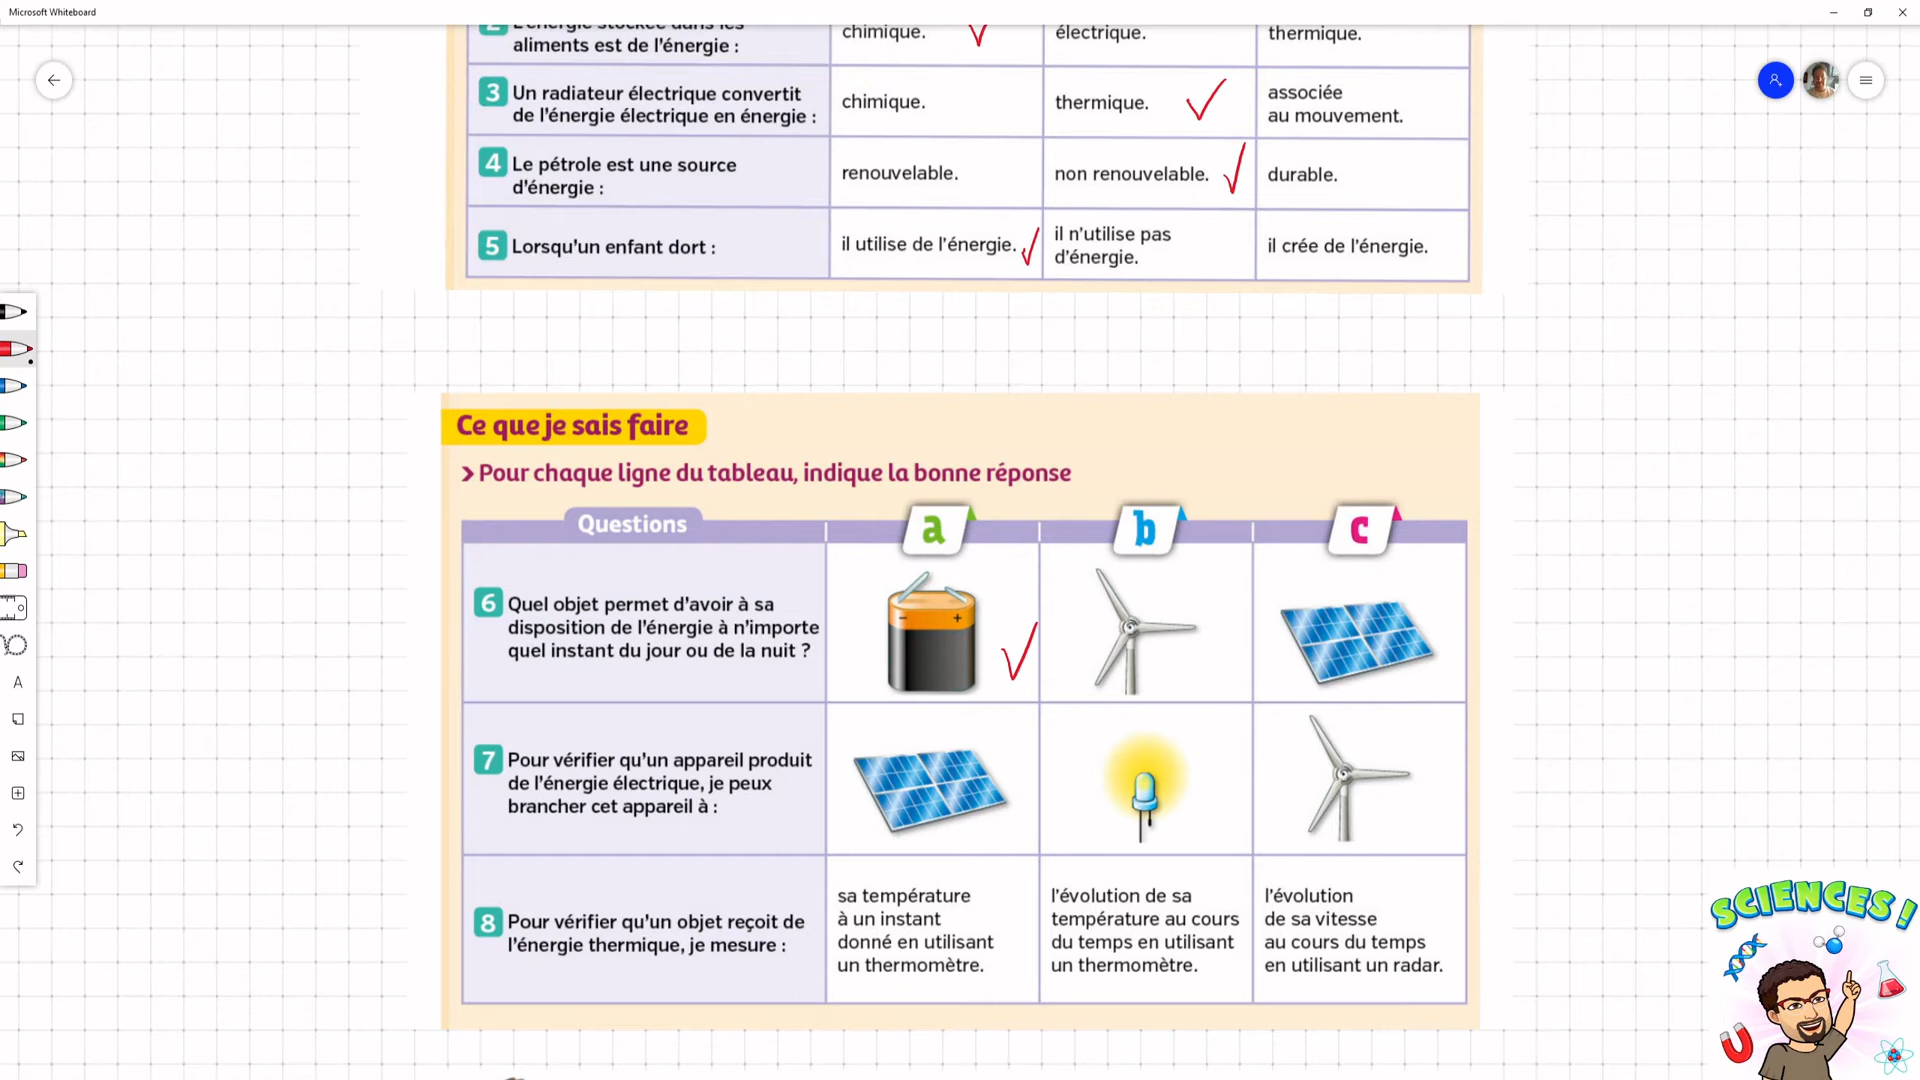 Microsoft Whiteboard
2 L'énergie stockée dans les
aliments est de l'énergie :
chimique.
électrique.
thermique.
3 Un radiateur électrique convertit
de l'énergie électrique en énergie :
chimique.
thermique.
associée
au mouvement.
4 Le pétrole est une source
d'énergie :
renouvelable.
non renouvelable.
durable.
5 Lorsqu'un enfant dort :
il utilise de l'énergie.
il n'utilise pas
d'énergie.
il crée de l'énergie.
Ce que je sais faire
> Pour chaque ligne du tableau, indique la bonne réponse
Questions
a
b
c
6 Quel objet permet d'avoir à sa
disposition de l'énergie à n'importe
quel instant du jour ou de la nuit ?
- +
7 Pour vérifier qu'un appareil produit
de l'énergie électrique, je peux
brancher cet appareil à :
8 Pour vérifier qu'un objet reçoit de
l'énergie thermique, je mesure :
sa température
à un instant
donné en utilisant
un thermomètre.
l'évolution de sa
température au cours
du temps en utilisant
un thermomètre.
l'évolution
de sa vitesse
au cours du temps
en utilisant un radar.
A
SCIENCES !